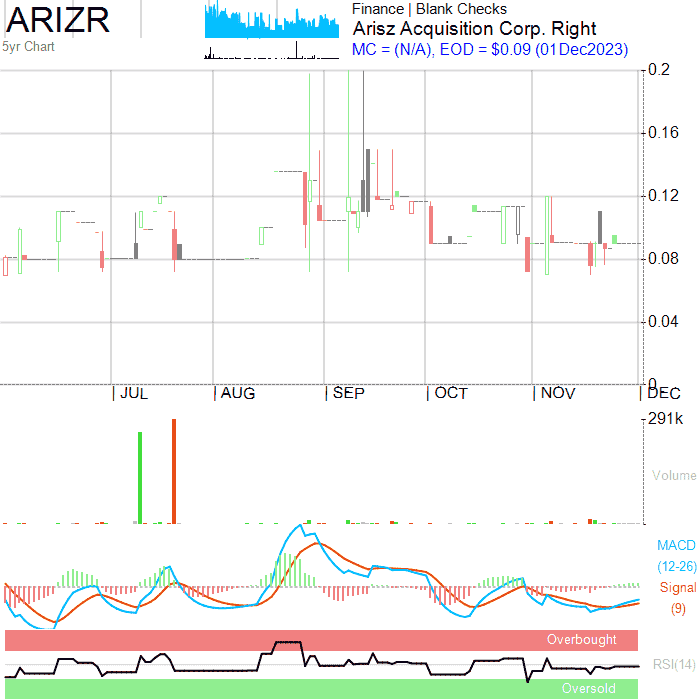 ARIZR
5yr Chart
Finance | Blank Checks
Arisz Acquisition Corp. Right
MC = (N/A), EOD = $0.09 (01Dec2023)
0.2
0.16
0.12
0.08
0.04
0
| JUL | AUG | SEP | OCT | NOV | DEC
291k
Volume
MACD
(12-26)
Signal
(9)
Overbought
RSI(14)
Oversold